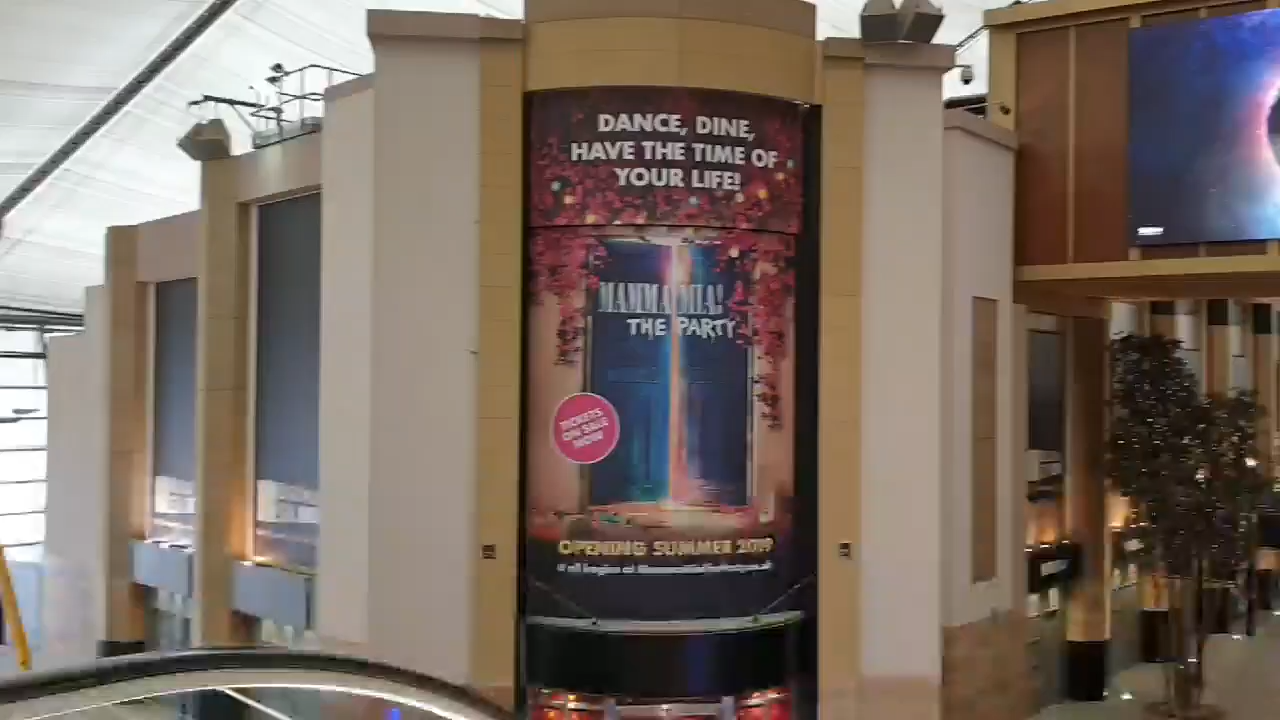 DANCE, DINE,
HAVE THE TIME OF
YOUR LIFE!
MAMMA MIA!
THE PARTY
TICKETS
ON SALE
NOW
OPENING SUMMER 2019